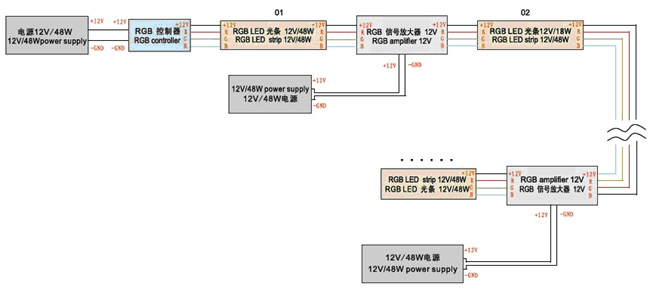 01
02
电源12V/48W
12V/48Wpower supply
+12V
-GND
+12V
-GND
RGB 控制器
RGB controller
+12V
R
G
B
+12V
R
G
B
RGB LED 光条 12V/48W
RGB LED strip 12V/48W
+12V
R
G
B
+12V
R
G
B
RGB 信号放大器 12V
RGB amplifier 12V
+12V
R
G
B
+12V
R
G
B
RGB LED 光条12V/18W
RGB LED strip 12V/48W
+12V
R
G
B
+12V
-GND
12V/48W power supply
12V/48W电源
+12V
-GND
······
RGB LED strip 12V/48W
RGB LED 光条 12V/48W
+12V
R
G
B
+12V
R
G
B
RGB amplifier 12V
RGB 信号放大器 12V
+12V
R
G
B
+12V
-GND
12V/48W电源
12V/48W power supply
+12V
-GND